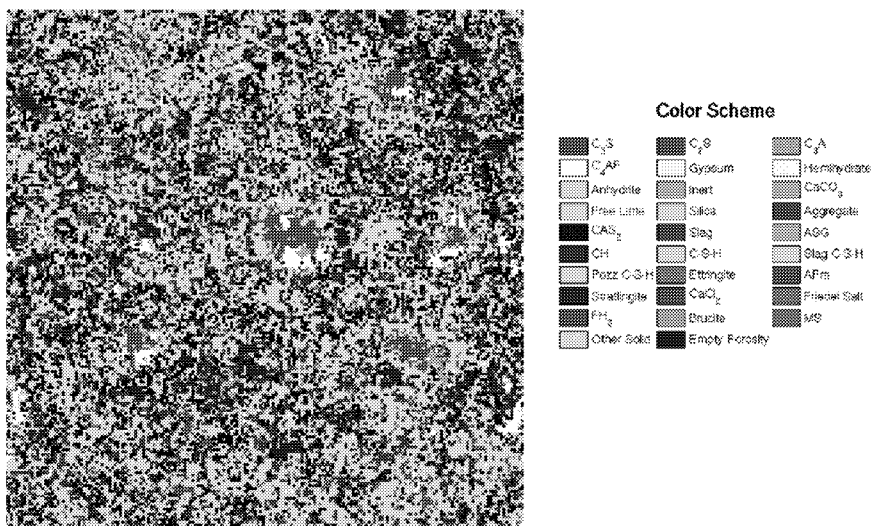 Color Scheme
C₃S C₂S C₃A
C₄AF Gypsum Hemihydrate
Anhydrite Inert CaCO₃
Free Lime Silica Aggregate
CAS₂ Slag ASG
CH C-S-H Slag C-S-H
Pozz C-S-H Ettringite AFm
Stratlingite Friedel Salt
FH₃ Brucite MS
Other Solid Empty Porosity